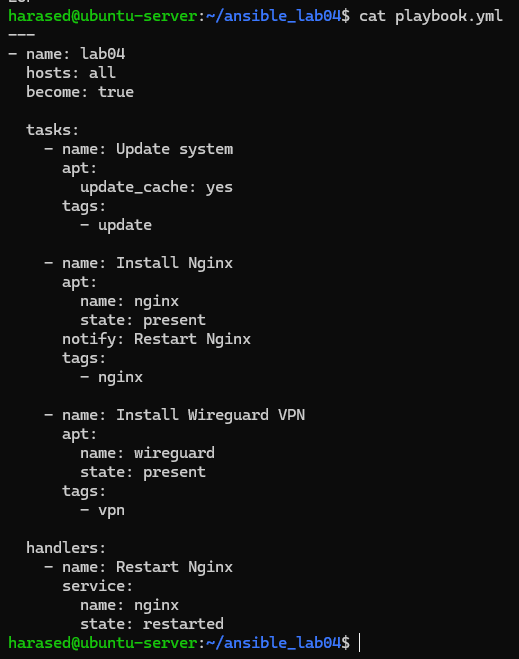 harased@ubuntu-server:~/ansible_lab04$ cat playbook.yml
---
- name: lab04
  hosts: all
  become: true

  tasks:
    - name: Update system
      apt:
        update_cache: yes
      tags:
        - update

    - name: Install Nginx
      apt:
        name: nginx
        state: present
      notify: Restart Nginx
      tags:
        - nginx

    - name: Install Wireguard VPN
      apt:
        name: wireguard
        state: present
      tags:
        - vpn

  handlers:
    - name: Restart Nginx
      service:
        name: nginx
        state: restarted
harased@ubuntu-server:~/ansible_lab04$